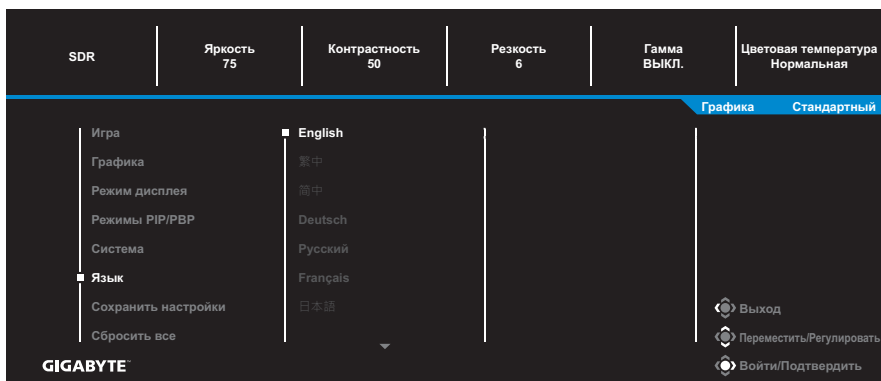 SDR
Яркость
75
Контрастность
50
Резкость
6
Гамма
ВЫКЛ.
Цветовая температура
Нормальная
Графика Стандартный
Игра
Графика
Режим дисплея
Режимы PIP/PBP
Система
Язык
Сохранить настройки
Сбросить все
English
繁中
简中
Deutsch
Русский
Français
日本語
Выход
Переместить/Регулировать
Войти/Подтвердить
GIGABYTE™